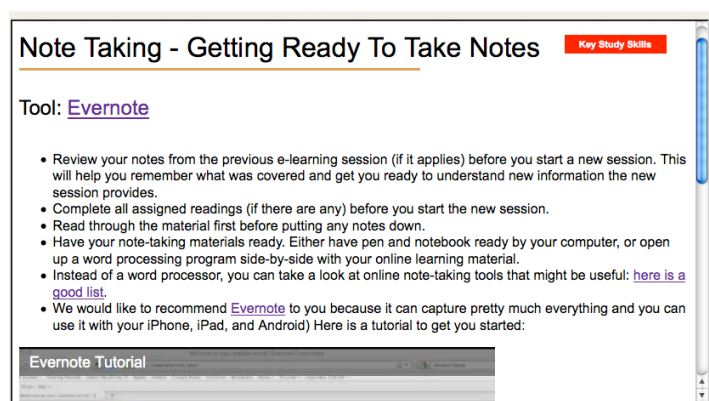 Note Taking - Getting Ready To Take Notes
Key Study Skills
Tool: Evernote
• Review your notes from the previous e-learning session (if it applies) before you start a new session. This
will help you remember what was covered and get you ready to understand new information the new
session provides.
• Complete all assigned readings (if there are any) before you start the new session.
• Read through the material first before putting any notes down.
• Have your note-taking materials ready. Either have pen and notebook ready by your computer, or open
up a word processing program side-by-side with your online learning material.
• Instead of a word processor, you can take a look at online note-taking tools that might be useful: here is a
good list.
• We would like to recommend Evernote to you because it can capture pretty much everything and you can
use it with your iPhone, iPad, and Android) Here is a tutorial to get you started:
Evernote Tutorial